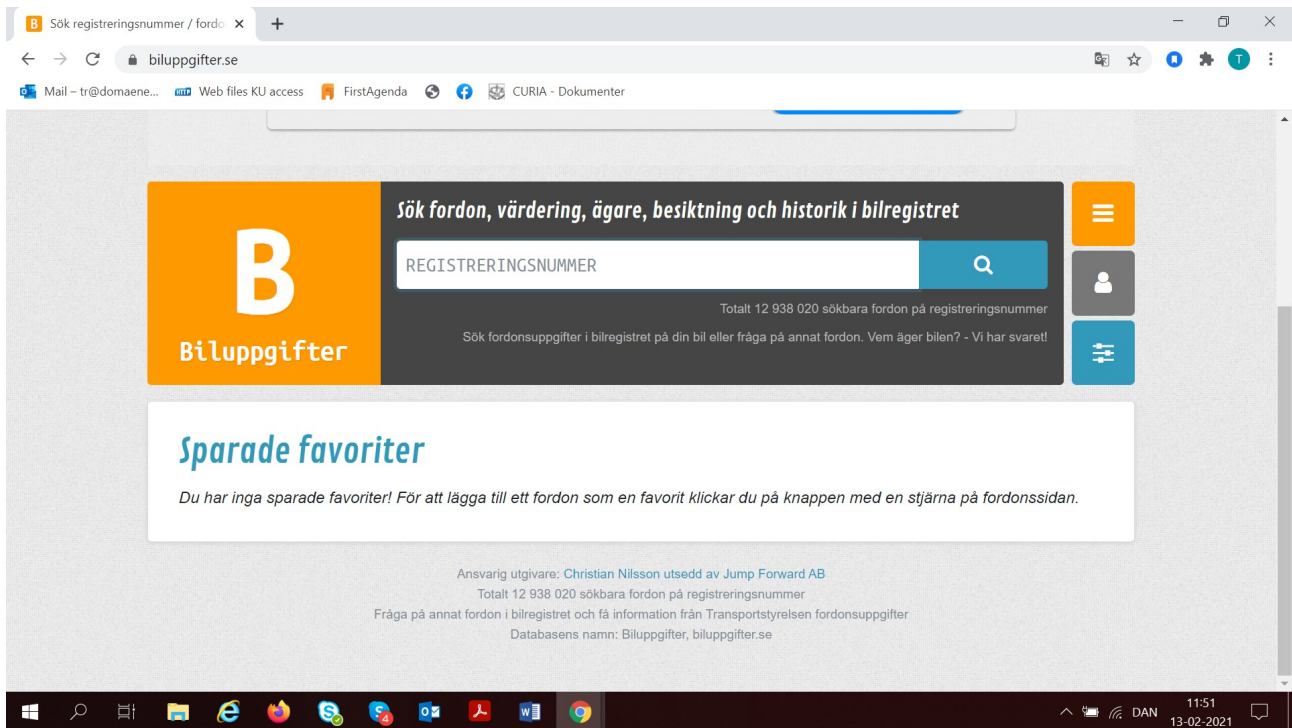 Sök registreringsnummer / fordo
biluppgifter.se
Mail – tr@domaene...
Web files KU access
FirstAgenda
CURIA - Dokumenter
B
Biluppgifter
Sök fordon, värdering, ägare, besiktning och historik i bilregistret
REGISTRERINGSNUMMER
Totalt 12 938 020 sökbara fordon på registreringsnummer
Sök fordonsuppgifter i bilregistret på din bil eller fråga på annat fordon. Vem äger bilen? - Vi har svaret!
Sparade favoriter
Du har inga sparade favoriter! För att lägga till ett fordon som en favorit klickar du på knappen med en stjärna på fordonssidan.
Ansvarig utgivare: Christian Nilsson utsedd av Jump Forward AB
Totalt 12 938 020 sökbara fordon på registreringsnummer
Fråga på annat fordon i bilregistret och få information från Transportstyrelsen fordonsuppgifter
Databasens namn: Biluppgifter, biluppgifter.se
DAN
11:51
13-02-2021